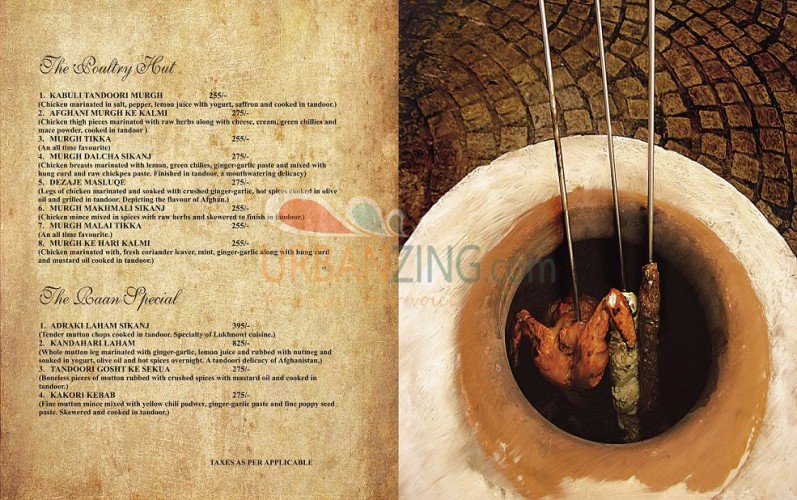 The Poultry Hut
1. KABULI TANDOORI MURGH 255/-
(Chicken marinated in salt, pepper, lemon juice with yogurt, saffron and cooked in tandoor.)
2. AFGHANI MURGH KE KALMI 275/-
(Chicken thigh pieces marinated with raw herbs along with cheese, cream, green chillies and
mace powder, cooked in tandoor )
3. MURGH TIKKA 255/-
(An all time favourite)
4. MURGH DALCHA SIKANJ 275/-
(Chicken breasts marinated with lemon, green chilies, ginger-garlic paste and mixed with
hung curd and raw chickpea paste. Finished in tandoor, a mouthwatering delicacy)
5. DEZAJE MASLUQE 275/-
(Legs of chicken marinated and soaked with crushed ginger-garlic, hot spices cooked in olive
oil and grilled in tandoor. Depicting the flavour of Afghan.)
6. MURGH MAKHMALI SIKANJ 255/-
(Chicken mince mixed in spices with raw herbs and skewered to finish in tandoor.)
7. MURGH MALAI TIKKA 255/-
(An all time favourite.)
8. MURGH KE HARI KALMI 255/-
(Chicken marinated with, fresh coriander leaver, mint, ginger-garlic along with hung curd
and mustard oil cooked in tandoor.)
URBANZING.com
The Raan Special
1. ADRAKI LAHAM SIKANJ 395/-
(Tender mutton chops cooked in tandoor. Specialty of Lukhnowi cuisine.)
2. KANDAHARI LAHAM 825/-
(Whole mutton leg marinated with ginger-garlic, lemon juice and rubbed with nutmeg and
soaked in yogurt, olive oil and hot spices overnight. A tandoori delicacy of Afghanistan.)
3. TANDOORI GOSHT KE SEKUA 275/-
(Boneless pieces of mutton rubbed with crushed spices with mustard oil and cooked in
tandoor.)
4. KAKORI KEBAB 275/-
(Fine mutton mince mixed with yellow chili podwer, ginger-garlic paste and fine poppy seed
paste. Skewered and cooked in tandoor.)
TAXES AS PER APPLICABLE